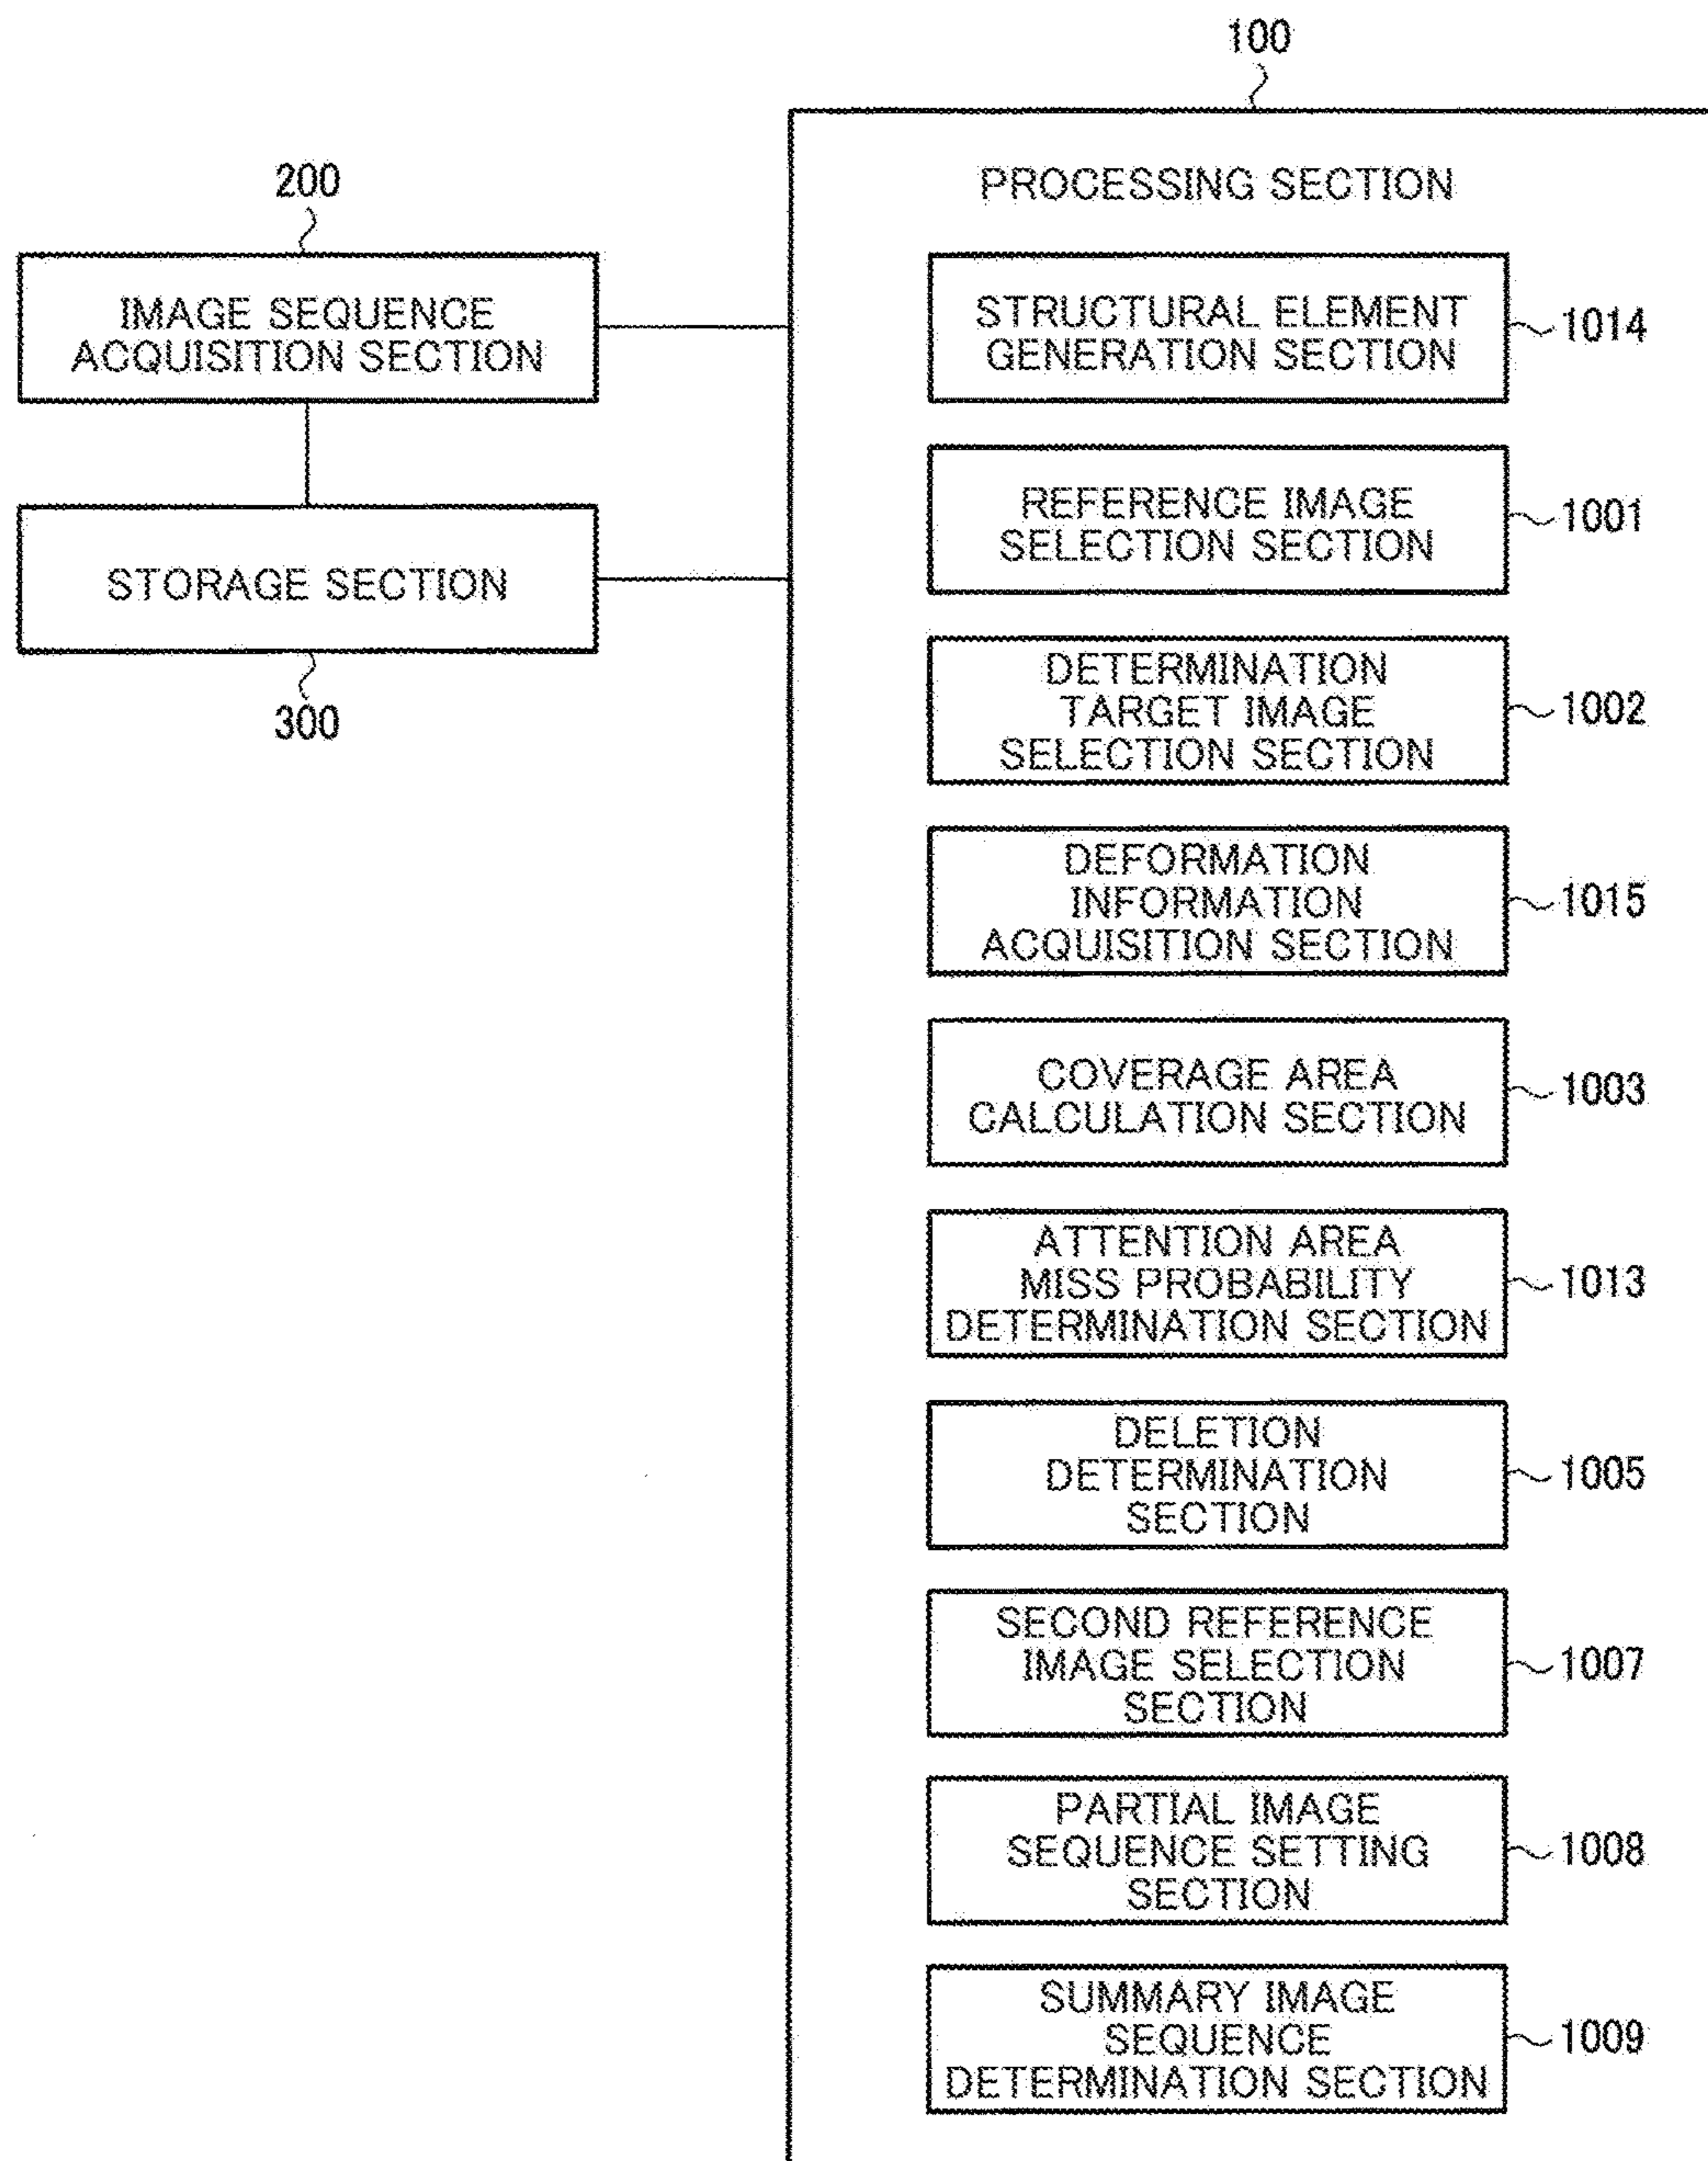 100
200
PROCESSING SECTION
IMAGE SEQUENCE
ACQUISITION SECTION
STORAGE SECTION
300
STRUCTURAL ELEMENT
GENERATION SECTION
1014
REFERENCE IMAGE
SELECTION SECTION
1001
DETERMINATION
TARGET IMAGE
SELECTION SECTION
1002
DEFORMATION
INFORMATION
ACQUISITION SECTION
1015
COVERAGE AREA
CALCULATION SECTION
1003
ATTENTION AREA
MISS PROBABILITY
DETERMINATION SECTION
1013
DELETION
DETERMINATION
SECTION
1005
SECOND REFERENCE
IMAGE SELECTION
SECTION
1007
PARTIAL IMAGE
SEQUENCE SETTING
SECTION
1008
SUMMARY IMAGE
SEQUENCE
DETERMINATION SECTION
1009